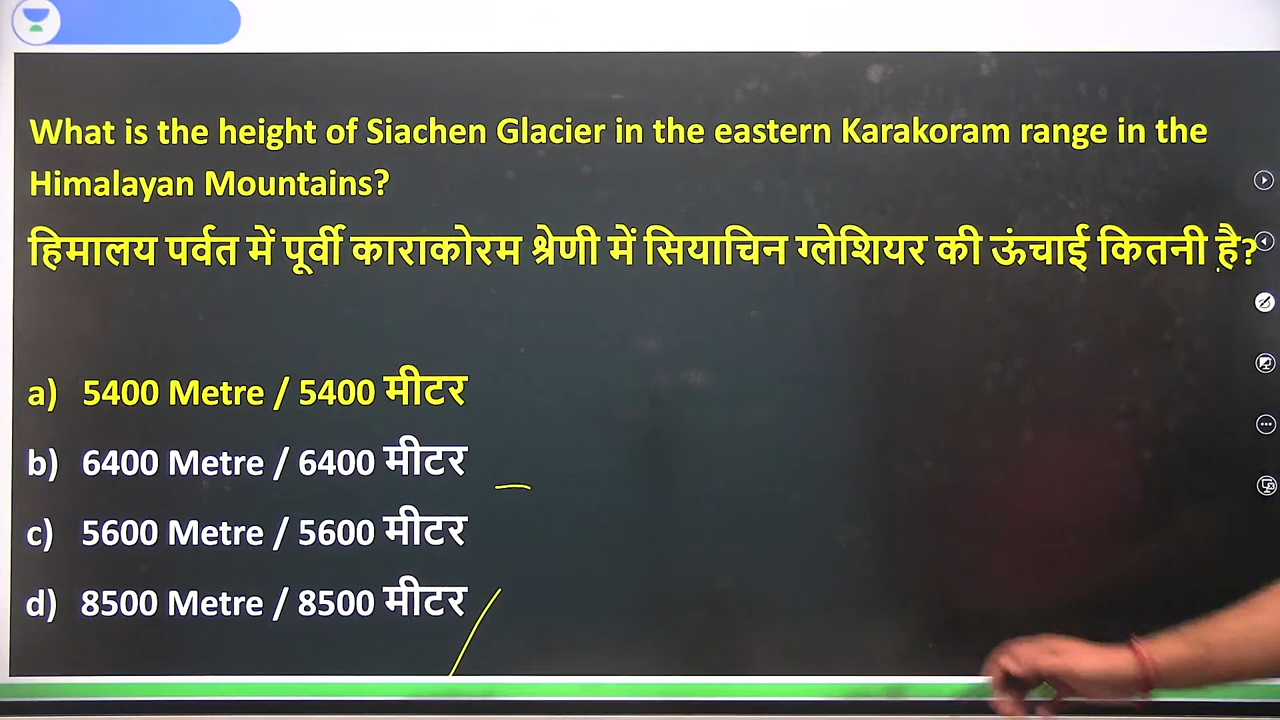 What is the height of Siachen Glacier in the eastern Karakoram range in the
Himalayan Mountains?
हिमालय पर्वत में पूर्वी काराकोरम श्रेणी में सियाचिन ग्लेशियर की ऊंचाई कितनी है?
a) 5400 Metre / 5400 मीटर
b) 6400 Metre / 6400 मीटर
c) 5600 Metre / 5600 मीटर
d) 8500 Metre / 8500 मीटर